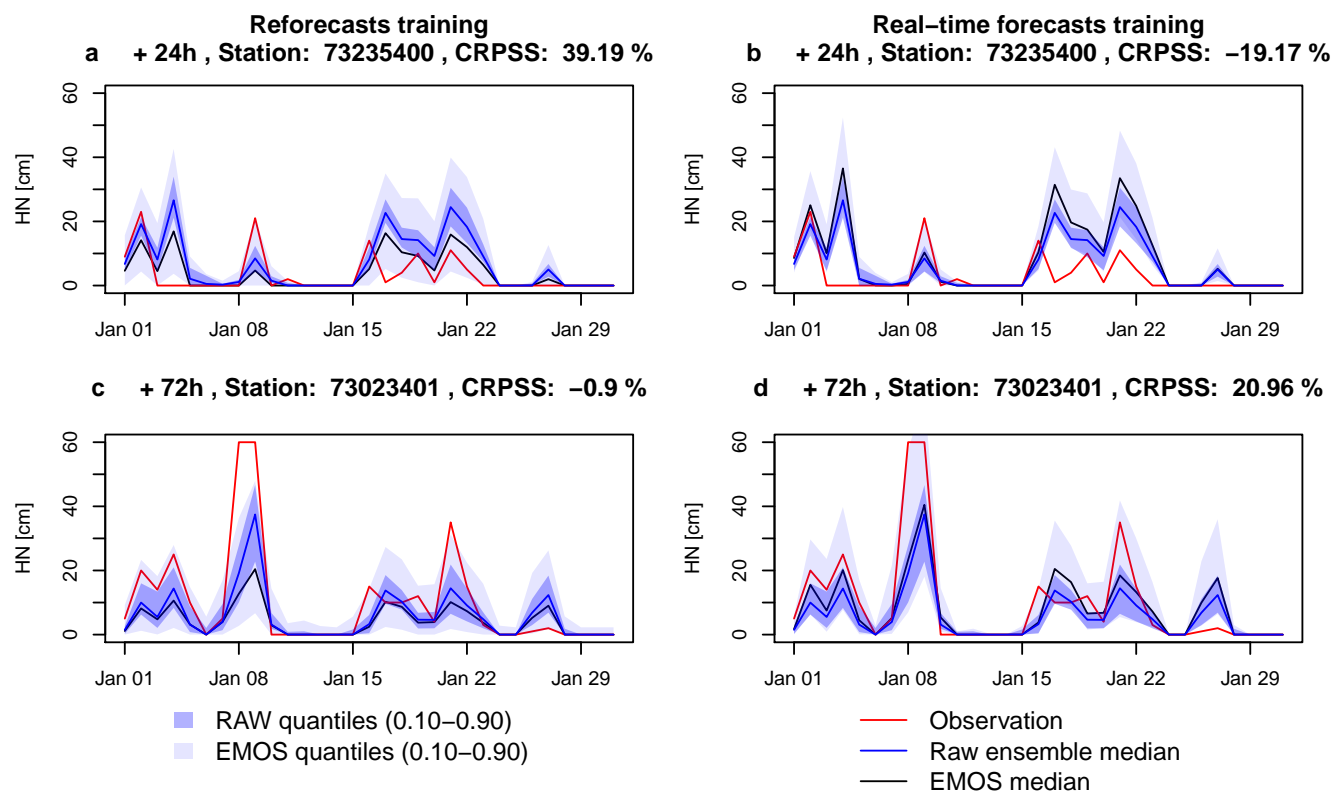 Reforecasts training
a + 24h , Station: 73235400 , CRPSS: 39.19 %
HN [cm]
60
40
20
0
Jan 01 Jan 08 Jan 15 Jan 22 Jan 29
Real−time forecasts training
b + 24h , Station: 73235400 , CRPSS: −19.17 %
HN [cm]
60
40
20
0
Jan 01 Jan 08 Jan 15 Jan 22 Jan 29
c + 72h , Station: 73023401 , CRPSS: −0.9 %
HN [cm]
60
40
20
0
Jan 01 Jan 08 Jan 15 Jan 22 Jan 29
d + 72h , Station: 73023401 , CRPSS: 20.96 %
HN [cm]
60
40
20
0
Jan 01 Jan 08 Jan 15 Jan 22 Jan 29
RAW quantiles (0.10−0.90)
EMOS quantiles (0.10−0.90)
Observation
Raw ensemble median
EMOS median